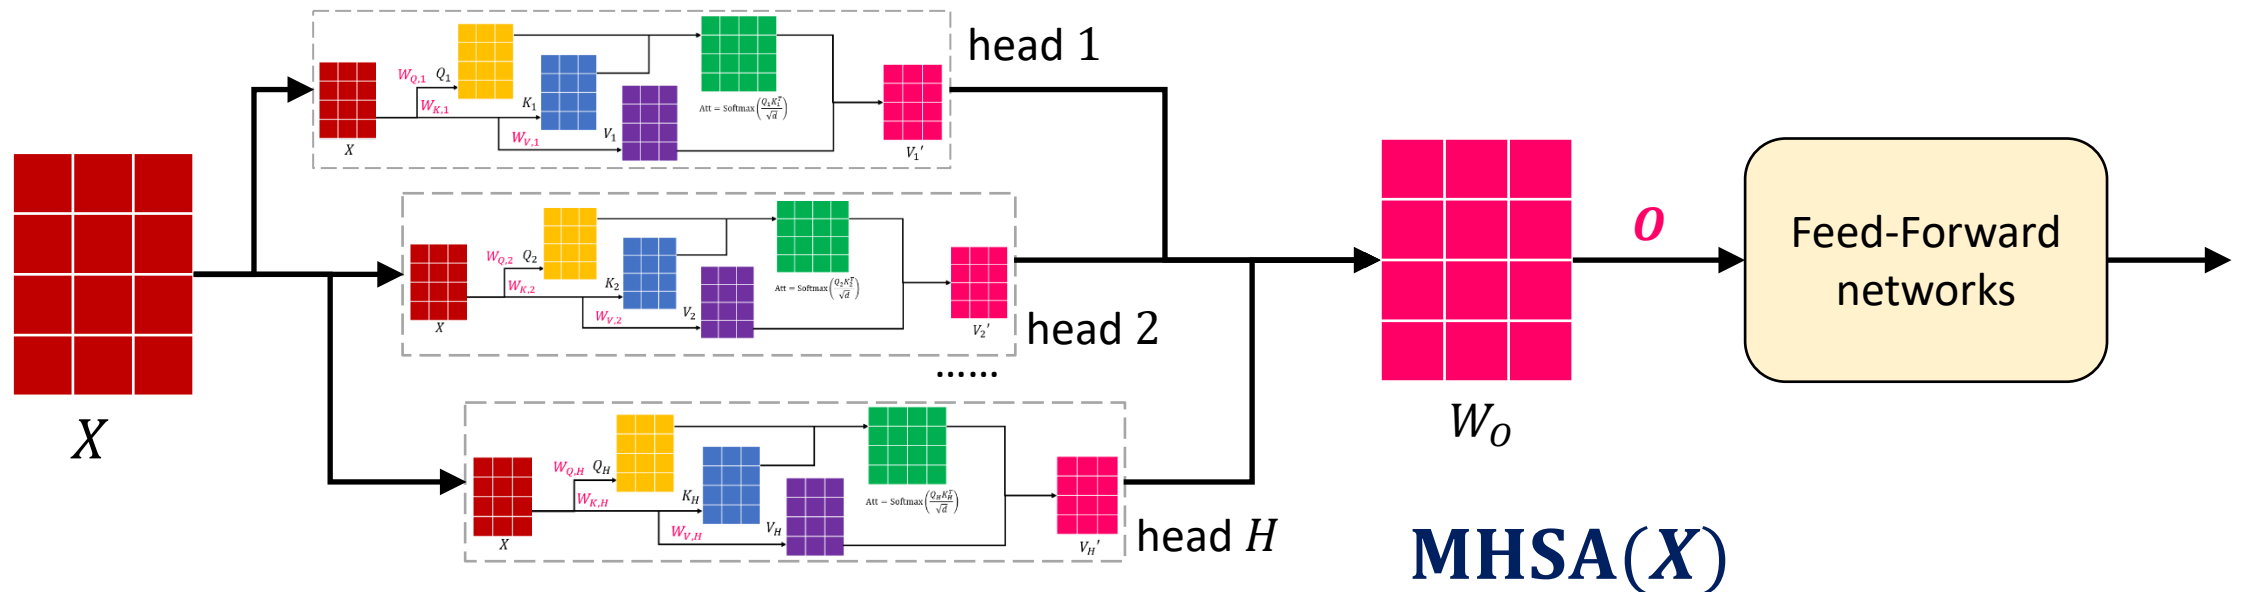 X
X
W_{Q,1}
Q_1
W_{K,1}
K_1
W_{V,1}
V_1
Att = Softmax(Q_1K_1^T/√d)
V_1'
head 1
X
W_{Q,2}
Q_2
W_{K,2}
K_2
W_{V,2}
V_2
Att = Softmax(Q_2K_2^T/√d)
V_2'
head 2
......
X
W_{Q,H}
Q_H
W_{K,H}
K_H
W_{V,H}
V_H
Att − Softmax(Q_HK_H^T/√d)
V_H'
head H
W_O
O
Feed-Forward
networks
MHSA(X)